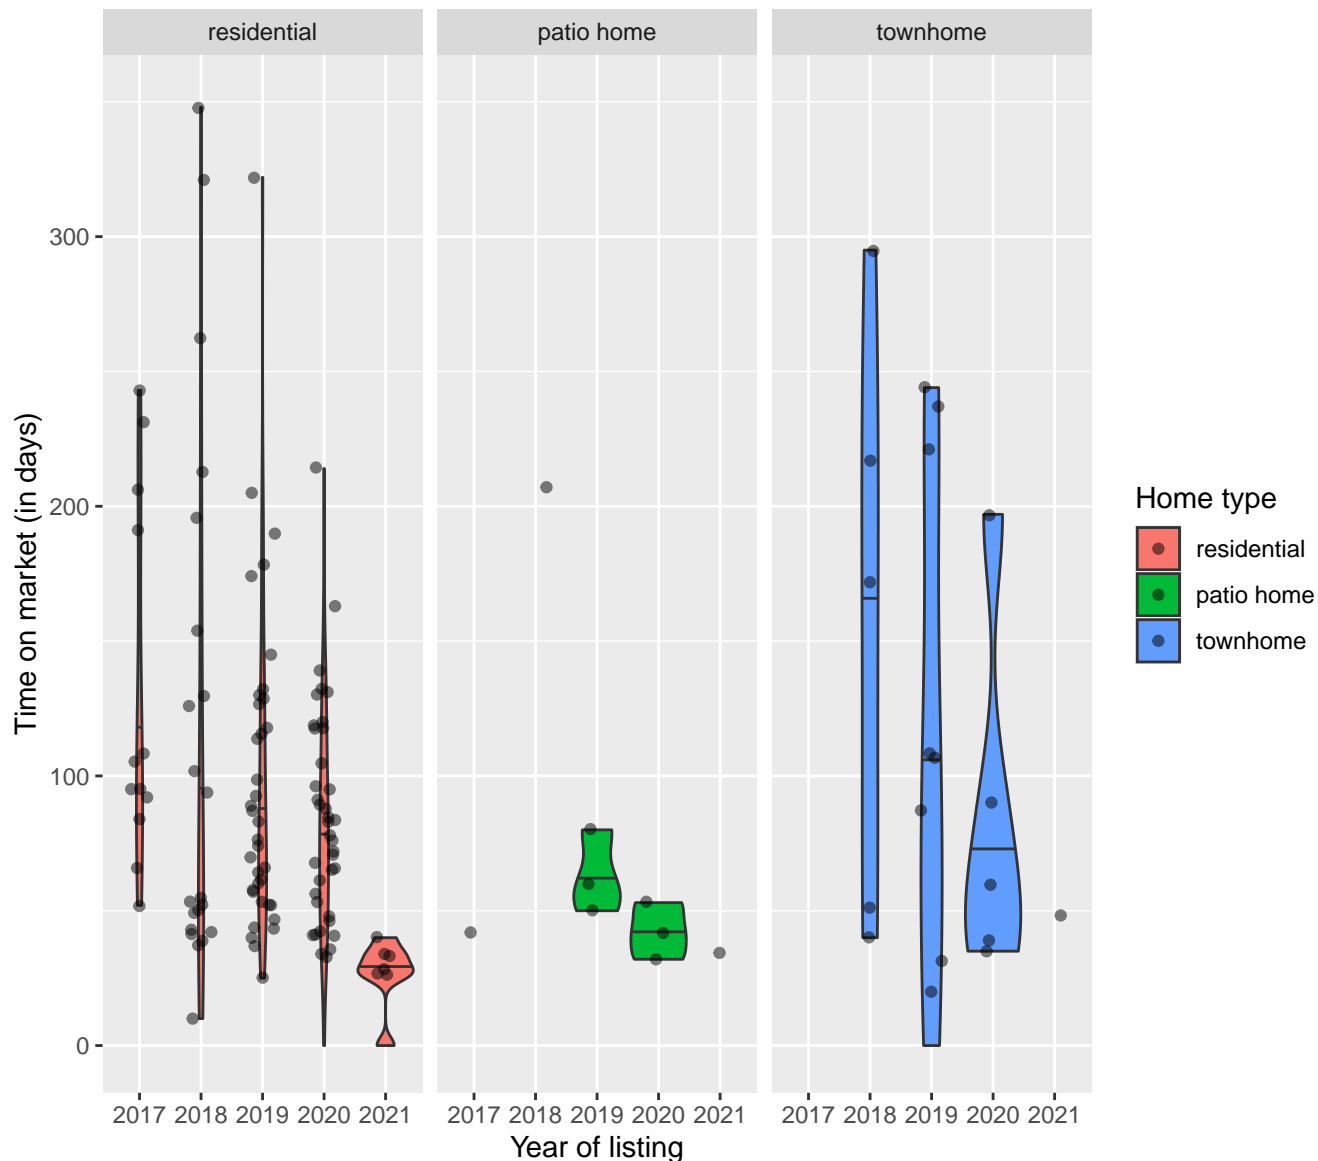 residential patio home townhome
Time on market (in days)
300
200
100
0
2017 2018 2019 2020 2021 2017 2018 2019 2020 2021 2017 2018 2019 2020 2021
Year of listing
Home type
residential
patio home
townhome